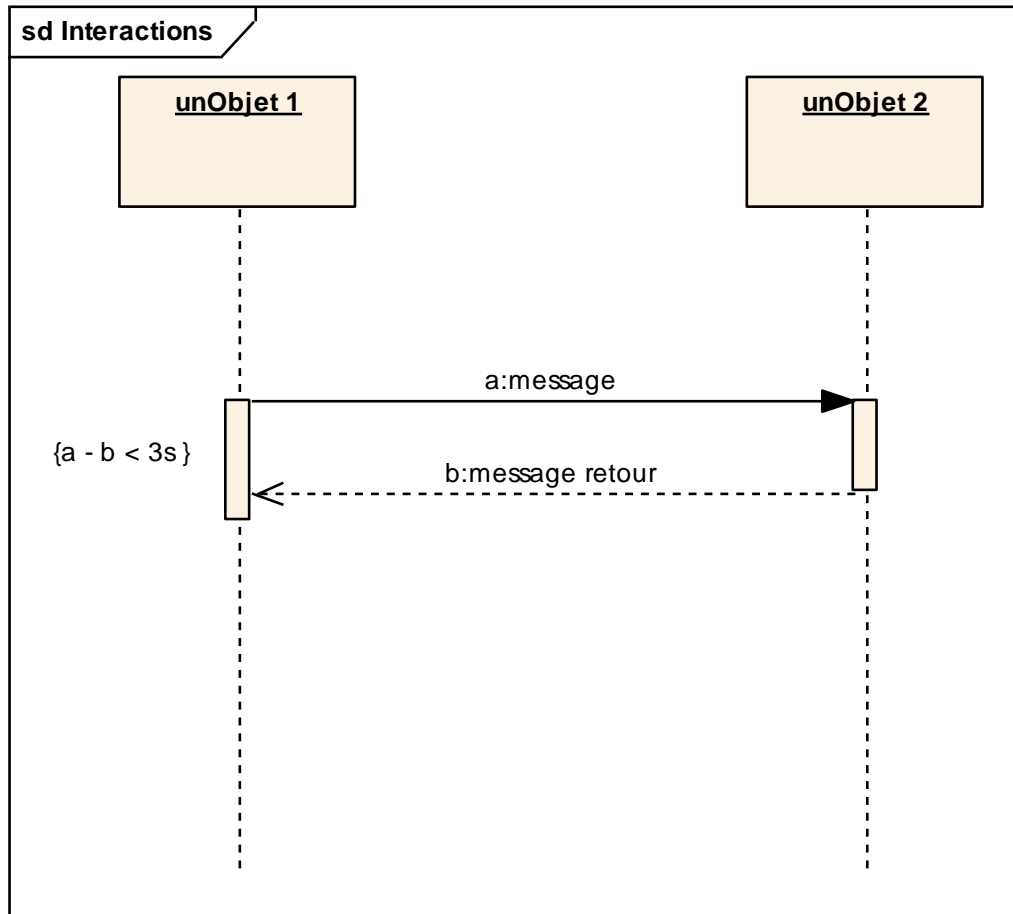 sd Interactions
unObjet 1
unObjet 2
a:message
{a - b < 3s}
b:message retour